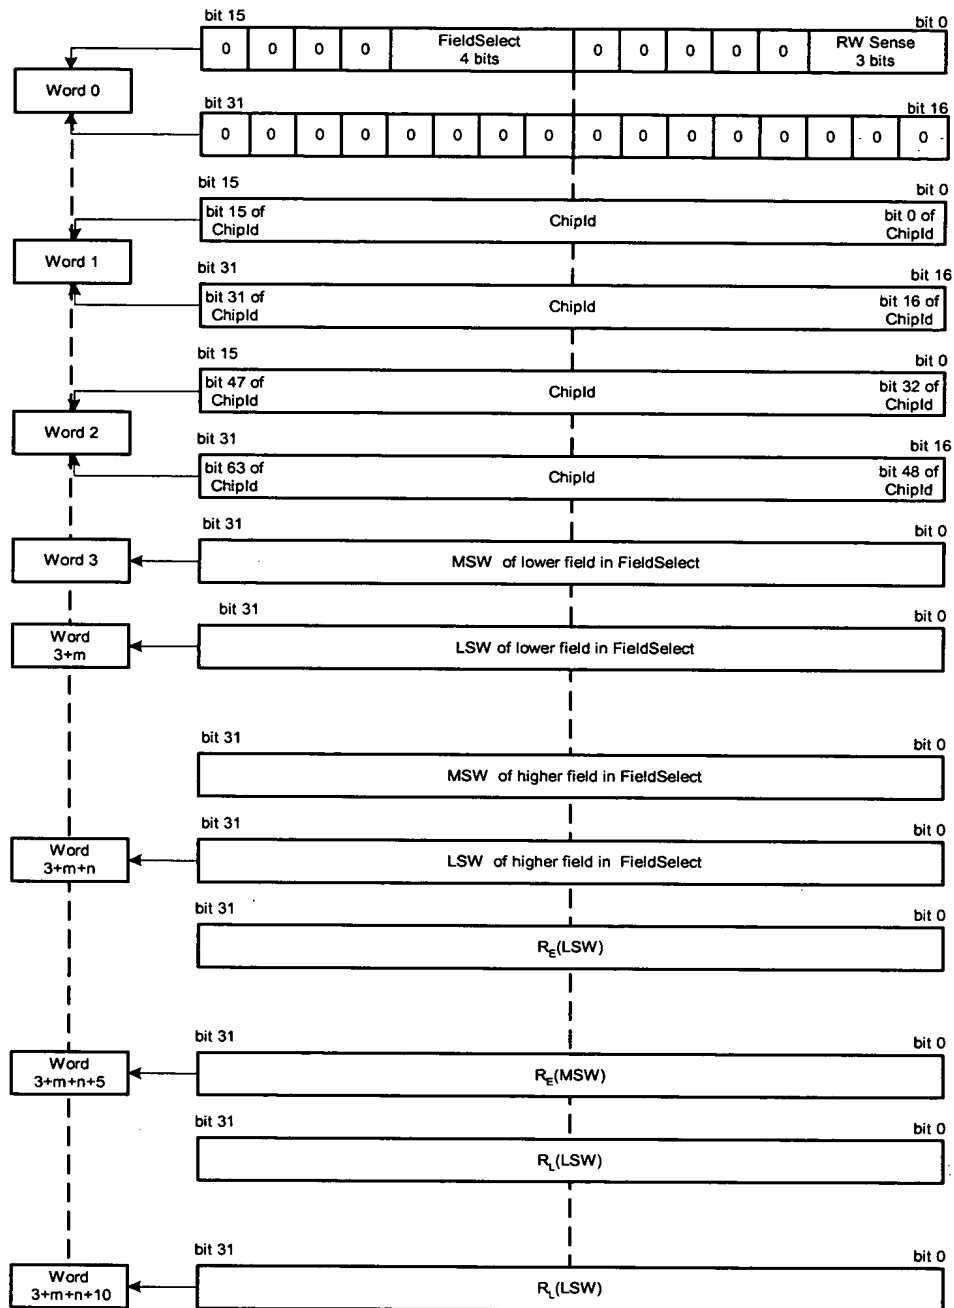 bit 15 bit 0
0 0 0 0 FieldSelect 4 bits 0 0 0 0 0 RW Sense 3 bits
Word 0
bit 31 bit 16
0 0 0 0 0 0 0 0 0 0 0 0 0 0 0 0
bit 15 bit 0
bit 15 of ChipId ChipId bit 0 of ChipId
Word 1
bit 31 bit 16
bit 31 of ChipId ChipId bit 16 of ChipId
bit 15 bit 0
bit 47 of ChipId ChipId bit 32 of ChipId
Word 2
bit 31 bit 16
bit 63 of ChipId ChipId bit 48 of ChipId
bit 31 bit 0
Word 3 MSW of lower field in FieldSelect
bit 31 bit 0
Word 3+m LSW of lower field in FieldSelect
bit 31 bit 0
MSW of higher field in FieldSelect
bit 31 bit 0
Word 3+m+n LSW of higher field in FieldSelect
bit 31 bit 0
RE(LSW)
bit 31 bit 0
Word 3+m+n+5 RE(MSW)
bit 31 bit 0
RL(LSW)
bit 31 bit 0
Word 3+m+n+10 RL(LSW)